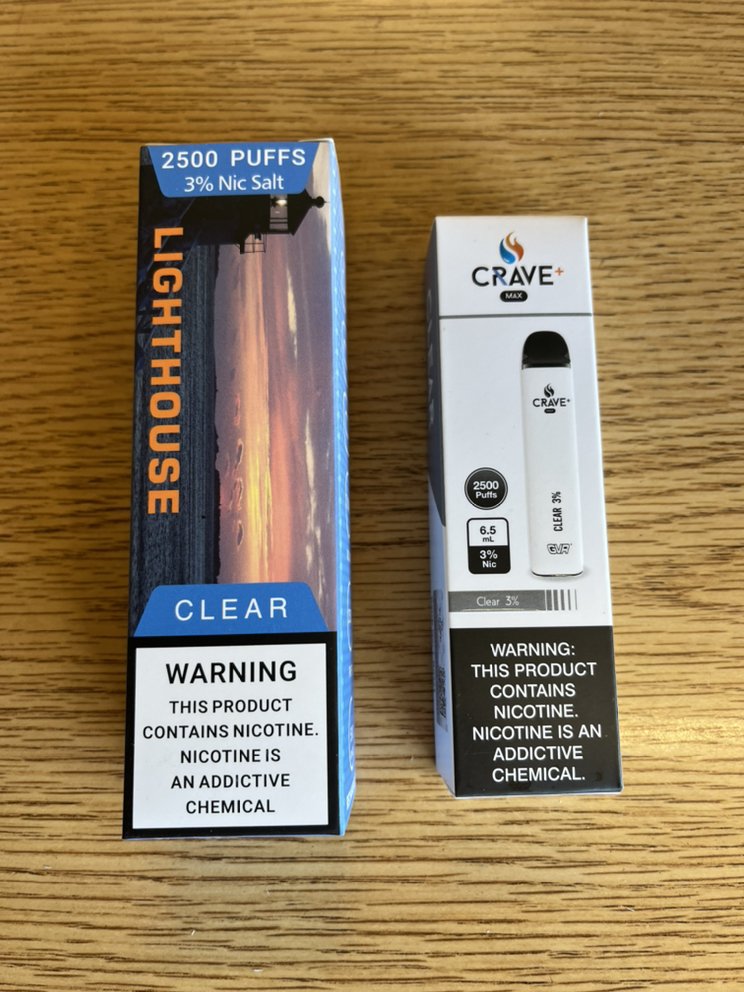 2500 PUFFS
3% Nic Salt
LIGHTHOUSE
CLEAR
WARNING
THIS PRODUCT
CONTAINS NICOTINE.
NICOTINE IS
AN ADDICTIVE
CHEMICAL
CRAVE+
MAX
CRAVE+
CLEAR 3%
GVR
2500
Puffs
6.5
mL
3%
Nic
Clear 3%
WARNING:
THIS PRODUCT
CONTAINS
NICOTINE.
NICOTINE IS AN
ADDICTIVE
CHEMICAL.